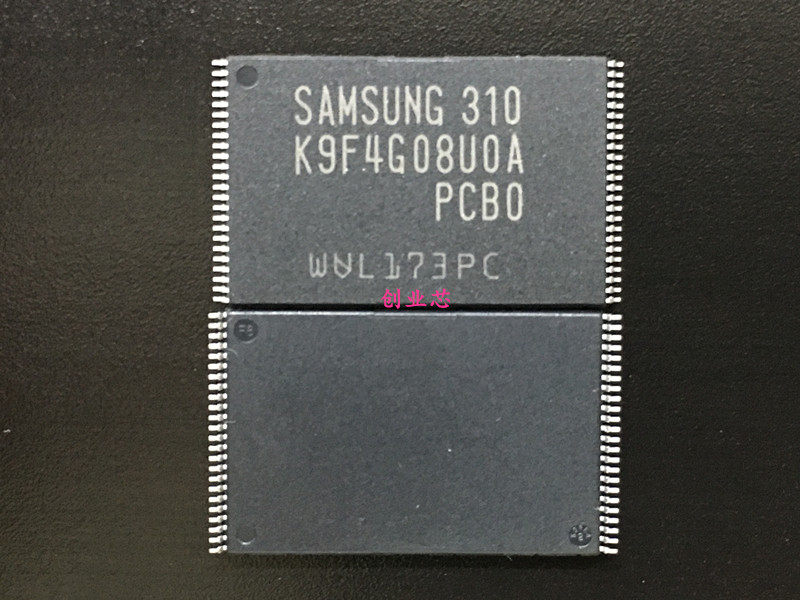 SAMSUNG 310
K9F4G08U0A
PCB0
WVL173PC
创业芯